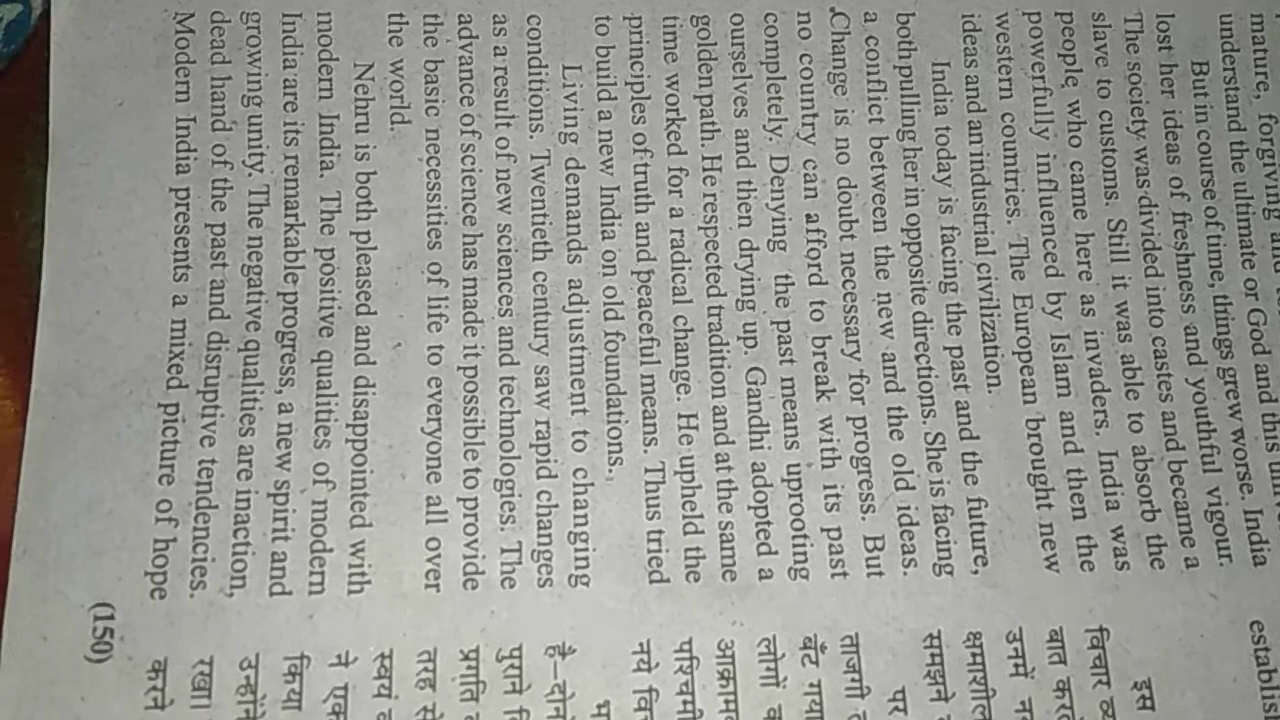 mature, forgiving
understand the ultimate or God and this
But in course of time, things grew worse. India
lost her ideas of freshness and youthful vigour.
The society was divided into castes and became a
slave to custons. Still it was able to absorb the
people who came here as invaders. India was
powerfully influenced by Islam and then the
western countries. The European brought new
ideas and an industrial civilization.
India today is facing the past and the future,
both pulling her in opposite directions. She is facing
a conflict between the new and the old ideas.
Change is no doubt necessary for progress. But
no country can afford to break with its past
completely. Denying the past means uprooting
ourselves and then drying up. Gandhi adopted a
golden path. He respected tradition and at the same
time worked for a radical change. He upheld the
principles of truth and peaceful means. Thus tried
to build a new India on old foundations.
Living demands adjustment to changing
conditions. Twentieth century saw rapid changes
as a result of new sciences and technologies. The
advance of science has made it possible to provide
the basic necessities of life to everyone all over
the world.
Nehru is both pleased and disappointed with
modern India. The positive qualities of modern
India are its remarkable progress, a new spirit and
growing unity. The negative qualities are inaction,
dead hand of the past and disruptive tendencies.
Modern India presents a mixed picture of hope
(150)
establis
इस
विचार
बात
उनमें
क्षमाशील
समझने
पर
ताजगी
बँट गया
लोगों
आक्रम
परिचमी
नये
है—दोन
पुराने
प्रगति
तरह से
स्वयं
ने एक
किया
उन्होंने
रखा।
करने